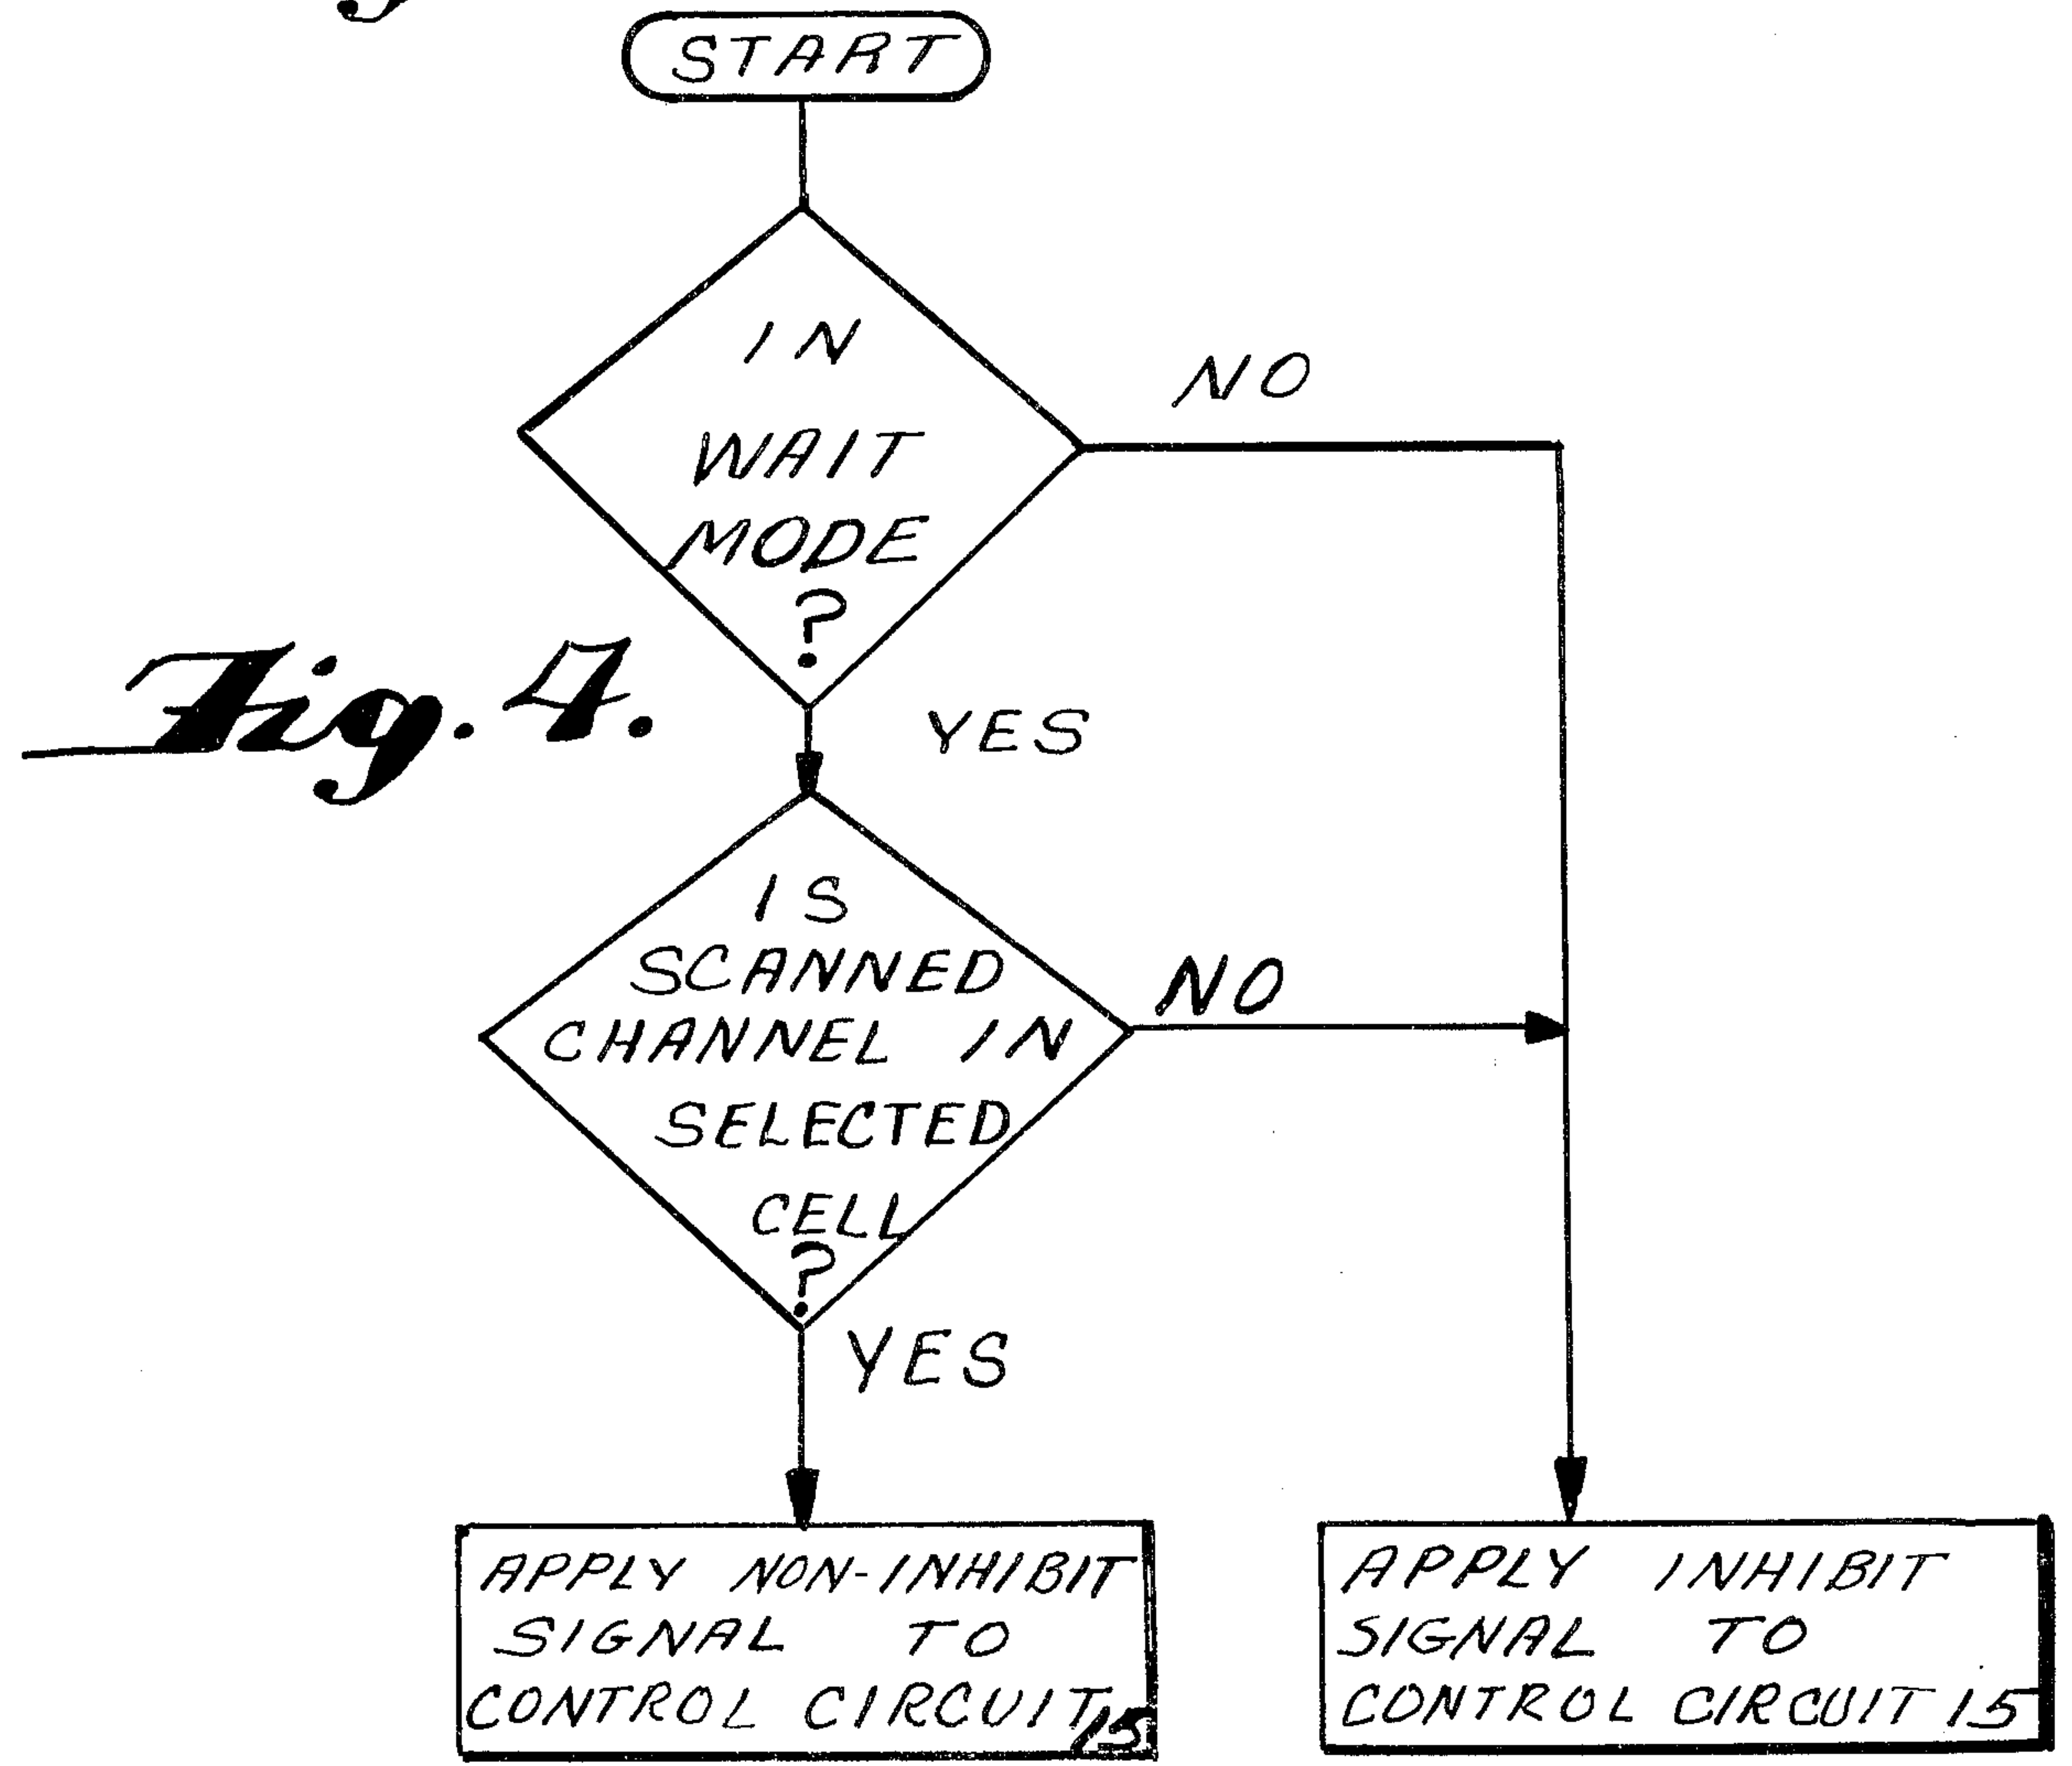 START
IN
WAIT
MODE
?
NO
Fig. 4.
YES
IS
SCANNED
CHANNEL IN
SELECTED
CELL
?
NO
YES
APPLY NON-INHIBIT
SIGNAL TO
CONTROL CIRCUIT 15
APPLY INHIBIT
SIGNAL TO
CONTROL CIRCUIT 15